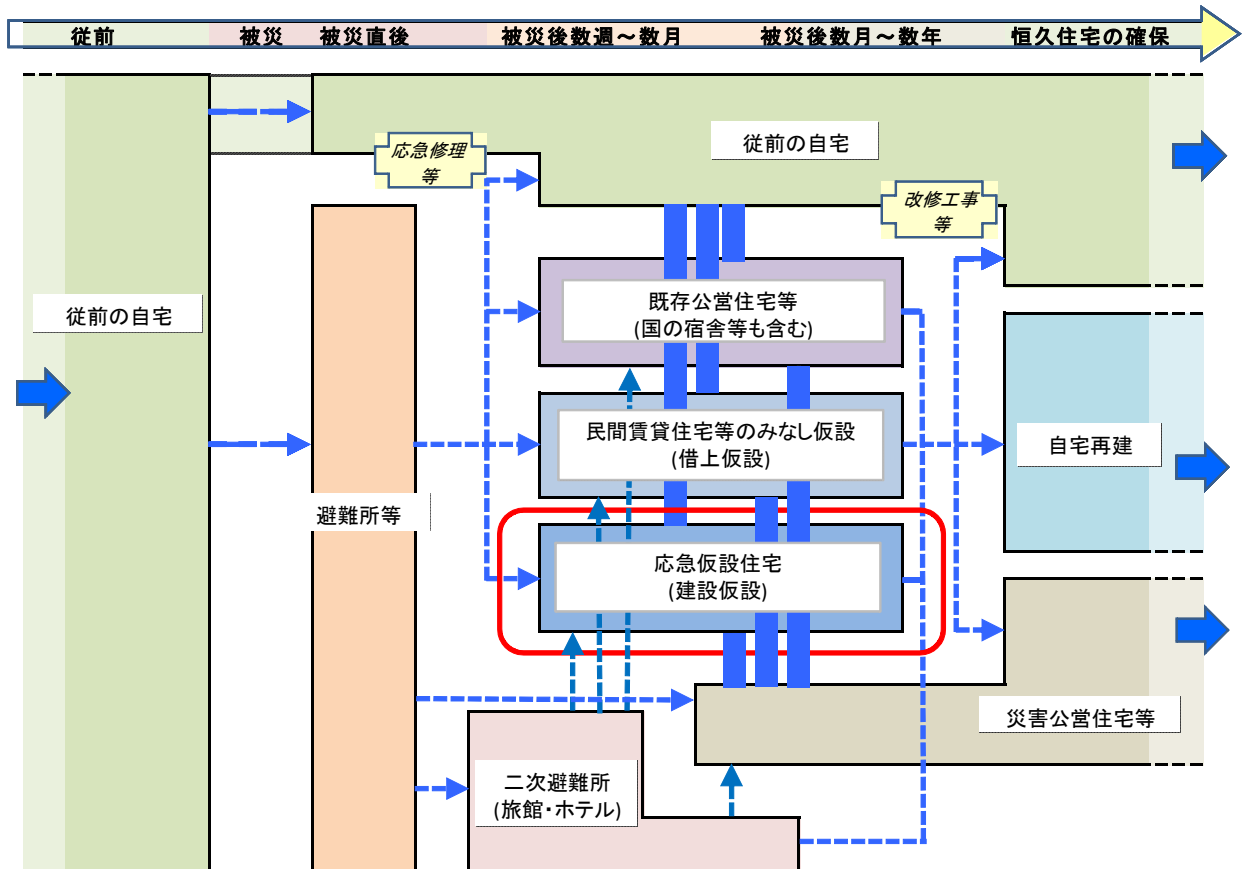 従前 被災 被災直後 被災後数週～数月 被災後数月～数年 恒久住宅の確保
応急修理
等
従前の自宅
改修工事
等
従前の自宅
既存公営住宅等
(国の宿舎等も含む)
民間賃貸住宅等のみなし仮設
(借上仮設)
自宅再建
避難所等
応急仮設住宅
(建設仮設)
災害公営住宅等
二次避難所
(旅館・ホテル)